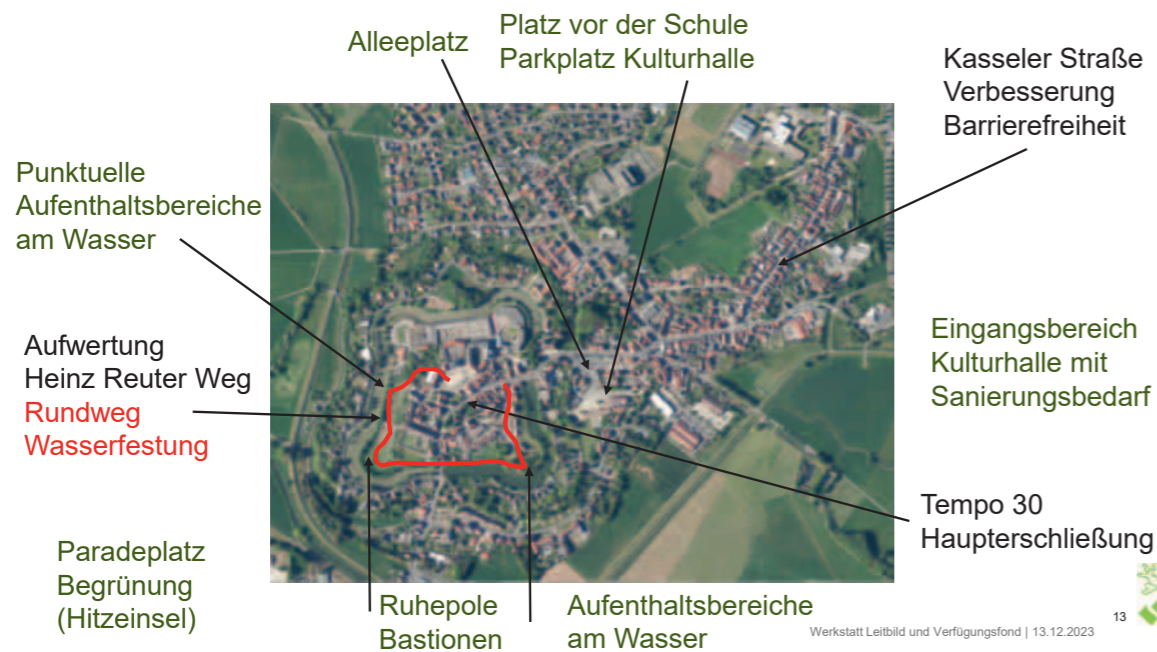 Alleeplatz
Platz vor der Schule
Parkplatz Kulturhalle
Kasseler Straße
Verbesserung
Barrierefreiheit
Punktuelle
Aufenthaltsbereiche
am Wasser
Aufwertung
Heinz Reuter Weg
Rundweg
Wasserfestung
Eingangsbereich
Kulturhalle mit
Sanierungsbedarf
Tempo 30
Haupterschließung
Paradeplatz
Begrünung
(Hitzeinsel)
Ruhepole
Bastionen
Aufenthaltsbereiche
am Wasser
Werkstatt Leitbild und Verfügungsfond | 13.12.2023
13